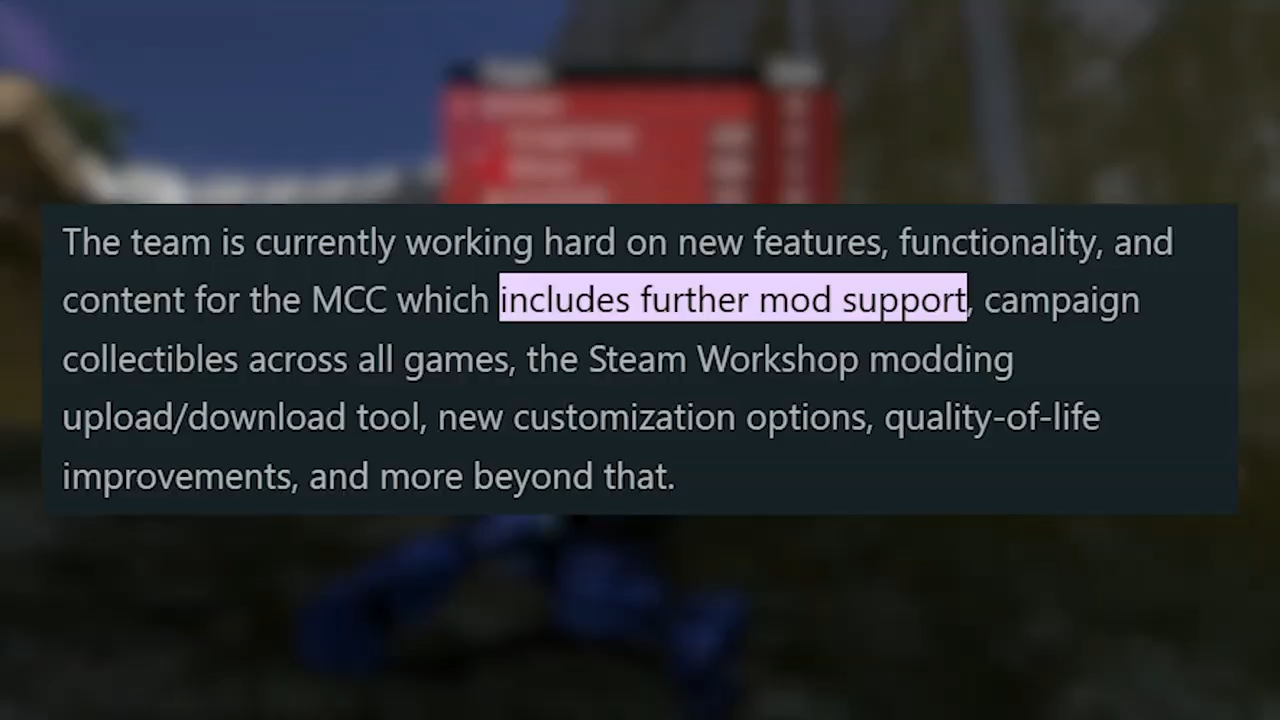 The team is currently working hard on new features, functionality, and
content for the MCC which includes further mod support, campaign
collectibles across all games, the Steam Workshop modding
upload/download tool, new customization options, quality-of-life
improvements, and more beyond that.